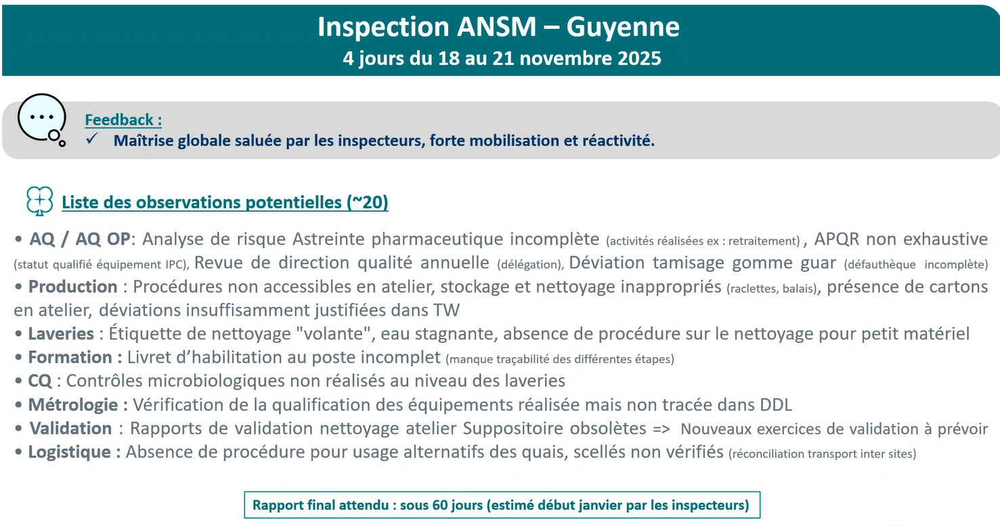 Inspection ANSM – Guyenne
4 jours du 18 au 21 novembre 2025
Feedback :
✓ Maîtrise globale saluée par les inspecteurs, forte mobilisation et réactivité.
Liste des observations potentielles (~20)
• AQ / AQ OP: Analyse de risque Astreinte pharmaceutique incomplète (activités réalisées ex : retraitement) , APQR non exhaustive
(statut qualifié équipement IPC), Revue de direction qualité annuelle (délégation), Déviation tamisage gomme guar (défauthèque incomplète)
• Production : Procédures non accessibles en atelier, stockage et nettoyage inappropriés (raclettes, balais), présence de cartons
en atelier, déviations insuffisamment justifiées dans TW
• Laveries : Étiquette de nettoyage "volante", eau stagnante, absence de procédure sur le nettoyage pour petit matériel
• Formation : Livret d’habilitation au poste incomplet (manque traçabilité des différentes étapes)
• CQ : Contrôles microbiologiques non réalisés au niveau des laveries
• Métrologie : Vérification de la qualification des équipements réalisée mais non tracée dans DDL
• Validation : Rapports de validation nettoyage atelier Suppositoire obsolètes => Nouveaux exercices de validation à prévoir
• Logistique : Absence de procédure pour usage alternatifs des quais, scellés non vérifiés (réconciliation transport inter sites)
Rapport final attendu : sous 60 jours (estimé début janvier par les inspecteurs)